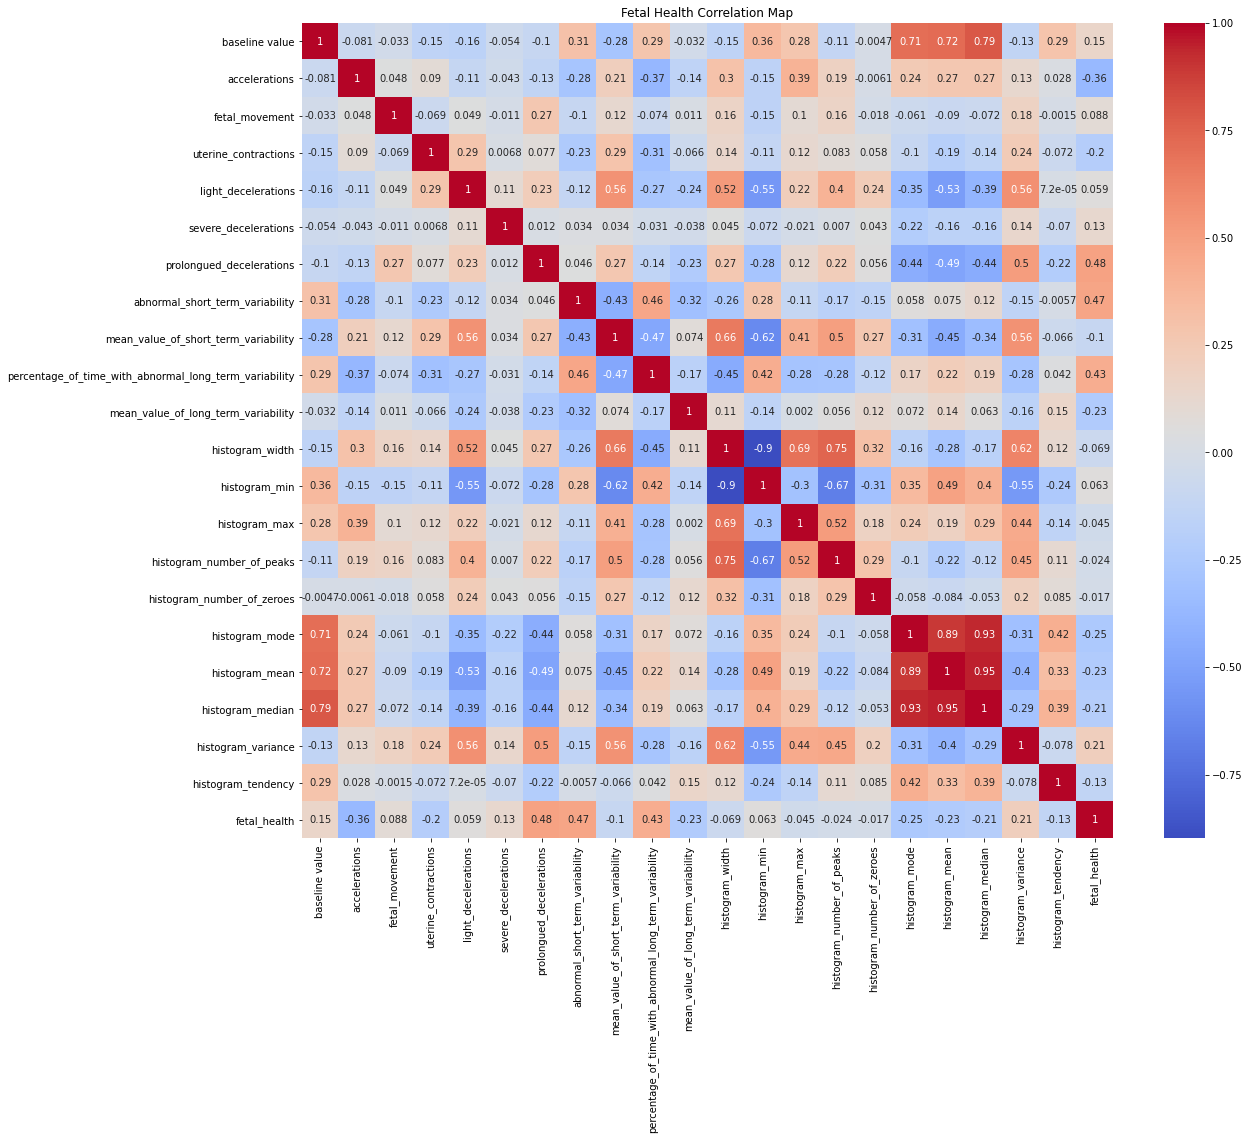 Fetal Health Correlation Map
baseline value 1 -0.081 -0.033 -0.15 -0.16 -0.054 -0.1 0.31 -0.28 0.29 -0.032 -0.15 0.36 0.28 -0.11 -0.0047 0.71 0.72 0.79 -0.13 0.29 0.15
accelerations -0.081 1 0.048 0.09 -0.11 -0.043 -0.13 -0.28 0.21 -0.37 -0.14 0.3 -0.15 0.39 0.19 -0.0061 0.24 0.27 0.27 0.13 0.028 -0.36
fetal_movement -0.033 0.048 1 -0.069 0.049 -0.011 0.27 -0.1 0.12 -0.074 0.011 0.16 -0.15 0.1 0.16 -0.018 -0.061 -0.09 -0.072 0.18 -0.0015 0.088
uterine_contractions -0.15 0.09 -0.069 1 0.29 0.0068 0.077 -0.23 0.29 -0.31 -0.066 0.14 -0.11 0.12 0.083 0.058 -0.1 -0.19 -0.14 0.24 -0.072 -0.2
light_decelerations -0.16 -0.11 0.049 0.29 1 0.11 0.23 -0.12 0.56 -0.27 -0.24 0.52 -0.55 0.22 0.4 0.24 -0.35 -0.53 -0.39 0.56 7.2e-05 0.059
severe_decelerations -0.054 -0.043 -0.011 0.0068 0.11 1 0.012 0.034 0.034 -0.031 -0.038 0.045 -0.072 -0.021 0.007 0.043 -0.22 -0.16 -0.16 0.14 -0.07 0.13
prolongued_decelerations -0.1 -0.13 0.27 0.077 0.23 0.012 1 0.046 0.27 -0.14 -0.23 0.27 -0.28 0.12 0.22 0.056 -0.44 -0.49 -0.44 0.5 -0.22 0.48
abnormal_short_term_variability 0.31 -0.28 -0.1 -0.23 -0.12 0.034 0.046 1 -0.43 0.46 -0.32 -0.26 0.28 -0.11 -0.17 -0.15 0.058 0.075 0.12 -0.15 -0.0057 0.47
mean_value_of_short_term_variability -0.28 0.21 0.12 0.29 0.56 0.034 0.27 -0.43 1 -0.47 0.074 0.66 -0.62 0.41 0.5 0.27 -0.31 -0.45 -0.34 0.56 -0.066 -0.1
percentage_of_time_with_abnormal_long_term_variability 0.29 -0.37 -0.074 -0.31 -0.27 -0.031 -0.14 0.46 -0.47 1 -0.17 -0.45 0.42 -0.28 -0.28 -0.12 0.17 0.22 0.19 -0.28 0.042 0.43
mean_value_of_long_term_variability -0.032 -0.14 0.011 -0.066 -0.24 -0.038 -0.23 -0.32 0.074 -0.17 1 0.11 -0.14 0.002 0.056 0.12 0.072 0.14 0.063 -0.16 0.15 -0.23
histogram_width -0.15 0.3 0.16 0.14 0.52 0.045 0.27 -0.26 0.66 -0.45 0.11 1 -0.9 0.69 0.75 0.32 -0.16 -0.28 -0.17 0.62 0.12 -0.069
histogram_min 0.36 -0.15 -0.15 -0.11 -0.55 -0.072 -0.28 0.28 -0.62 0.42 -0.14 -0.9 1 -0.3 -0.67 -0.31 0.35 0.49 0.4 -0.55 -0.24 0.063
histogram_max 0.28 0.39 0.1 0.12 0.22 -0.021 0.12 -0.11 0.41 -0.28 0.002 0.69 -0.3 1 0.52 0.18 0.24 0.19 0.29 0.44 -0.14 -0.045
histogram_number_of_peaks -0.11 0.19 0.16 0.083 0.4 0.007 0.22 -0.17 0.5 -0.28 0.056 0.75 -0.67 0.52 1 0.29 -0.1 -0.22 -0.12 0.45 0.11 -0.024
histogram_number_of_zeroes -0.0047 -0.0061 -0.018 0.058 0.24 0.043 0.056 -0.15 0.27 -0.12 0.12 0.32 -0.31 0.18 0.29 1 -0.058 -0.084 -0.053 0.2 0.085 -0.017
histogram_mode 0.71 0.24 -0.061 -0.1 -0.35 -0.22 -0.44 0.058 -0.31 0.17 0.072 -0.16 0.35 0.24 -0.1 -0.058 1 0.89 0.93 -0.31 0.42 -0.25
histogram_mean 0.72 0.27 -0.09 -0.19 -0.53 -0.16 -0.49 0.075 -0.45 0.22 0.14 -0.28 0.49 0.19 -0.22 -0.084 0.89 1 0.95 -0.4 0.33 -0.23
histogram_median 0.79 0.27 -0.072 -0.14 -0.39 -0.16 -0.44 0.12 -0.34 0.19 0.063 -0.17 0.4 0.29 -0.12 -0.053 0.93 0.95 1 -0.29 0.39 -0.21
histogram_variance -0.13 0.13 0.18 0.24 0.56 0.14 0.5 -0.15 0.56 -0.28 -0.16 0.62 -0.55 0.44 0.45 0.2 -0.31 -0.4 -0.29 1 -0.078 0.21
histogram_tendency 0.29 0.028 -0.0015 -0.072 7.2e-05 -0.07 -0.22 -0.0057 -0.066 0.042 0.15 0.12 -0.24 -0.14 0.11 0.085 0.42 0.33 0.39 -0.078 1 -0.13
fetal_health 0.15 -0.36 0.088 -0.2 0.059 0.13 0.48 0.47 -0.1 0.43 -0.23 -0.069 0.063 -0.045 -0.024 -0.017 -0.25 -0.23 -0.21 0.21 -0.13 1
baseline value
accelerations
fetal_movement
uterine_contractions
light_decelerations
severe_decelerations
prolongued_decelerations
abnormal_short_term_variability
mean_value_of_short_term_variability
percentage_of_time_with_abnormal_long_term_variability
mean_value_of_long_term_variability
histogram_width
histogram_min
histogram_max
histogram_number_of_peaks
histogram_number_of_zeroes
histogram_mode
histogram_mean
histogram_median
histogram_variance
histogram_tendency
fetal_health
1.00
0.75
0.50
0.25
0.00
−0.25
−0.50
−0.75